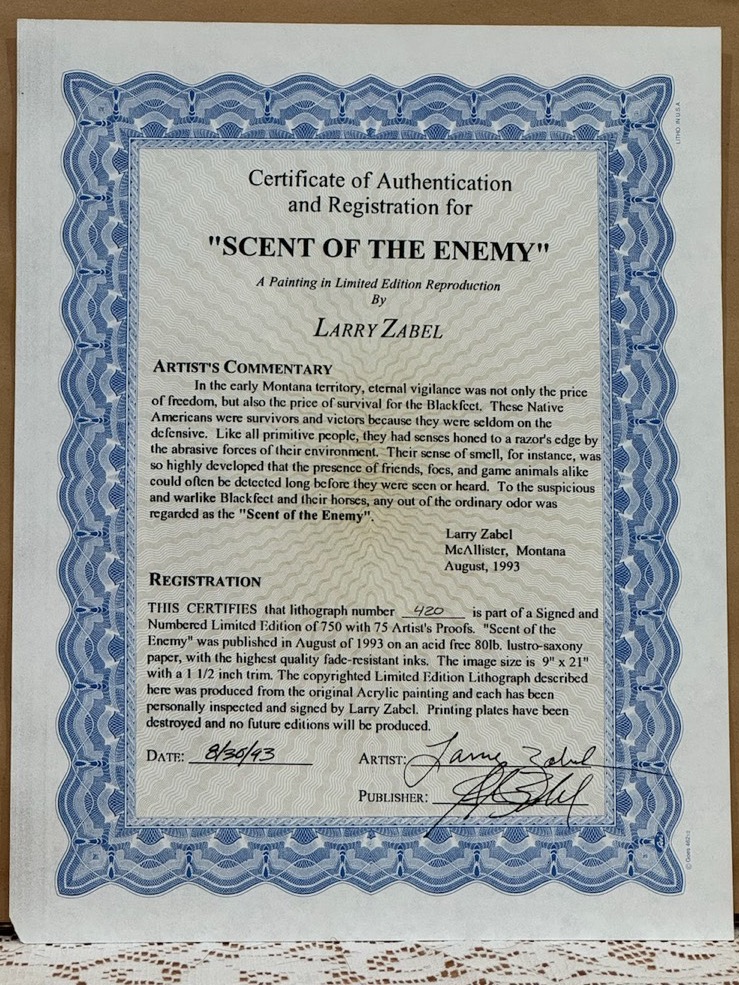 LITHO. IN U.S.A.
Certificate of Authentication
and Registration for
"SCENT OF THE ENEMY"
A Painting in Limited Edition Reproduction
By
LARRY ZABEL
ARTIST'S COMMENTARY
In the early Montana territory, eternal vigilance was not only the price
of freedom, but also the price of survival for the Blackfeet. These Native
Americans were survivors and victors because they were seldom on the
defensive. Like all primitive people, they had senses honed to a razor's edge by
the abrasive forces of their environment. Their sense of smell, for instance, was
so highly developed that the presence of friends, foes, and game animals alike
could often be detected long before they were seen or heard. To the suspicious
and warlike Blackfeet and their horses, any out of the ordinary odor was
regarded as the "Scent of the Enemy".
Larry Zabel
McAllister, Montana
August, 1993
REGISTRATION
THIS CERTIFIES that lithograph number 420 is part of a Signed and
Numbered Limited Edition of 750 with 75 Artist's Proofs. "Scent of the
Enemy" was published in August of 1993 on an acid free 80lb. lustro-saxony
paper, with the highest quality fade-resistant inks. The image size is 9" x 21"
with a 1 1/2 inch trim. The copyrighted Limited Edition Lithograph described
here was produced from the original Acrylic painting and each has been
personally inspected and signed by Larry Zabel. Printing plates have been
destroyed and no future editions will be produced.
DATE: 8/30/93 ARTIST: Larry Zabel
PUBLISHER:
© Goes